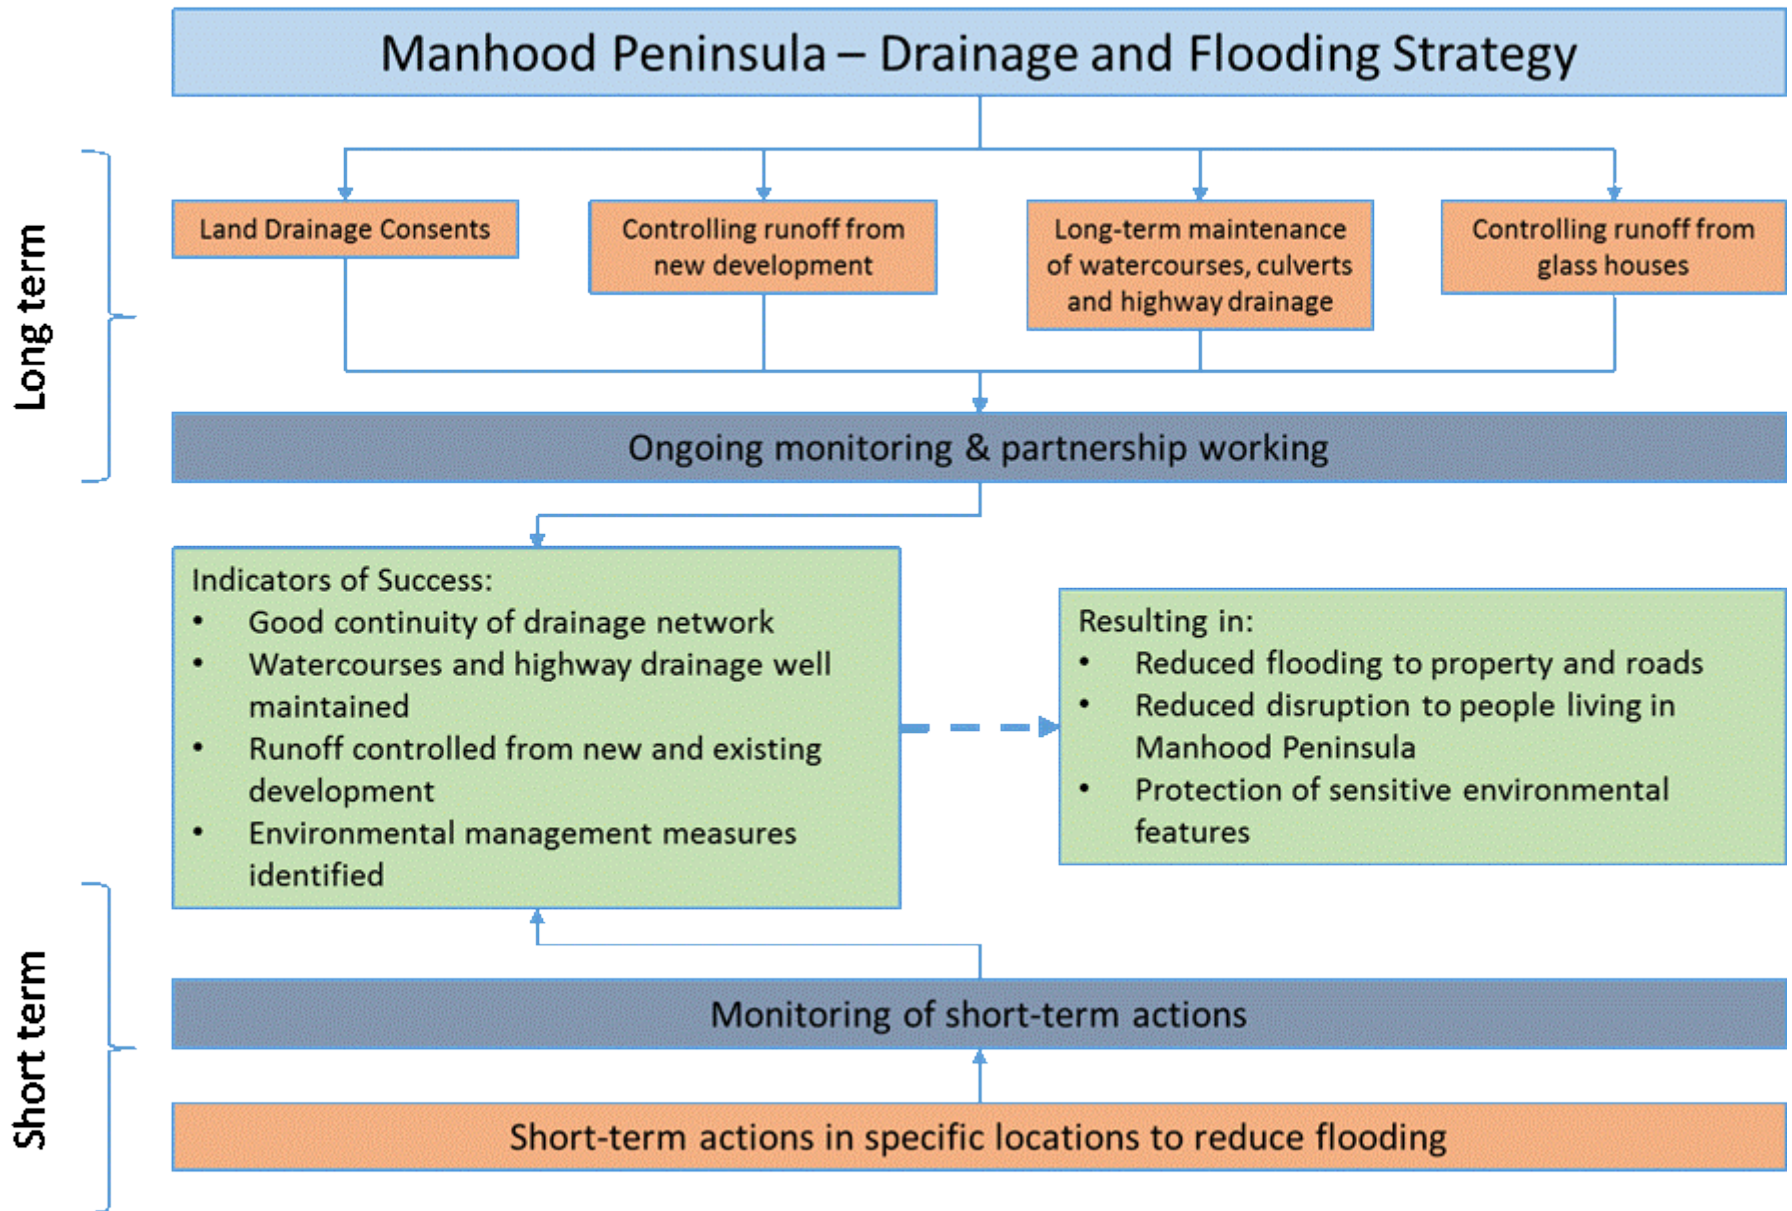 Manhood Peninsula – Drainage and Flooding Strategy
Long term
Land Drainage Consents
Controlling runoff from
new development
Long-term maintenance
of watercourses, culverts
and highway drainage
Controlling runoff from
glass houses
Ongoing monitoring & partnership working
Indicators of Success:
• Good continuity of drainage network
• Watercourses and highway drainage well
maintained
• Runoff controlled from new and existing
development
• Environmental management measures
identified
Resulting in:
• Reduced flooding to property and roads
• Reduced disruption to people living in
Manhood Peninsula
• Protection of sensitive environmental
features
Short term
Monitoring of short-term actions
Short-term actions in specific locations to reduce flooding